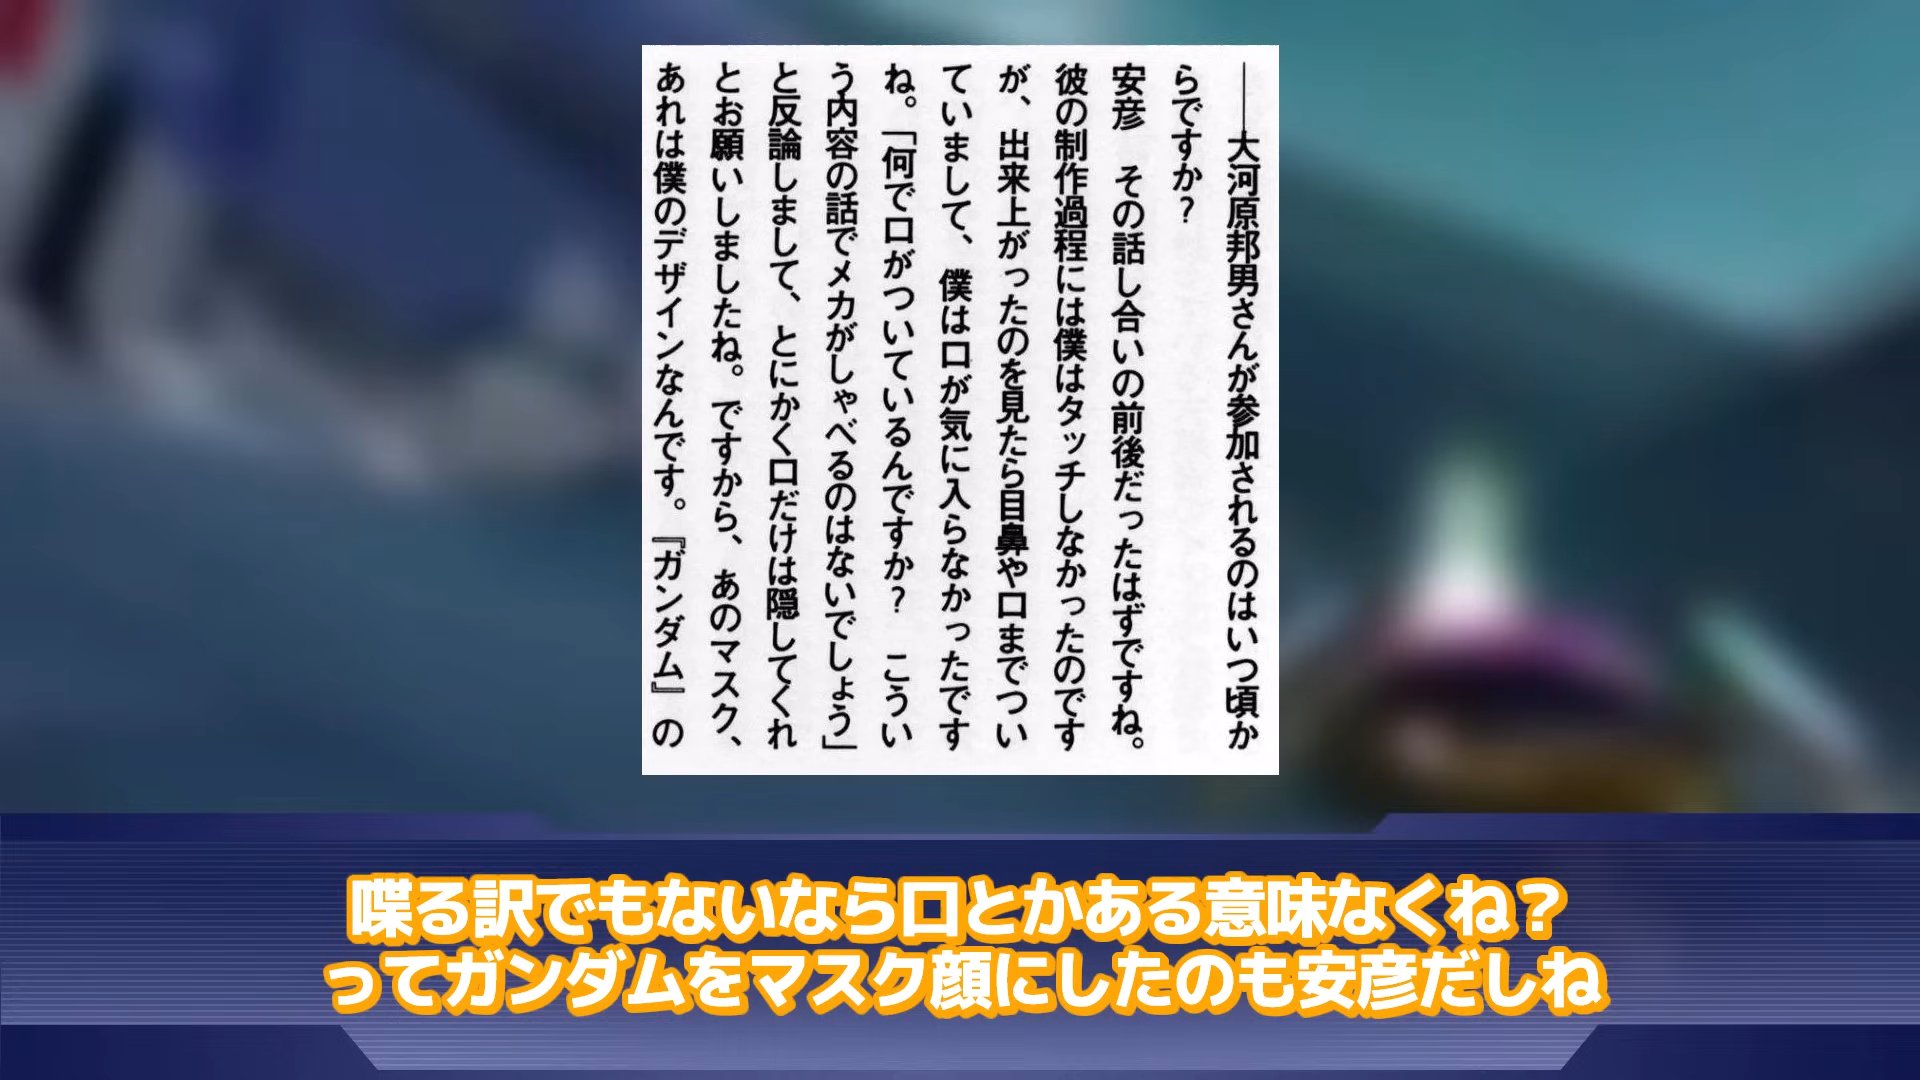 ――大河原邦男さんが参加されるのはいつ頃か
らですか？
安彦　その話し合いの前後だったはずですね。
彼の制作過程には僕はタッチしなかったのです
が、出来上がったのを見たら目鼻や口までつい
ていまして、僕は口が気に入らなかったです
ね。「何で口がついているんですか？　こうい
う内容の話でメカがしゃべるのはないでしょう」
と反論しまして、とにかく口だけは隠してくれ
とお願いしましたね。ですから、あのマスク、
あれは僕のデザインなんです。『ガンダム』の
喋る訳でもないなら口とかある意味なくね？
ってガンダムをマスク顔にしたのも安彦だしね